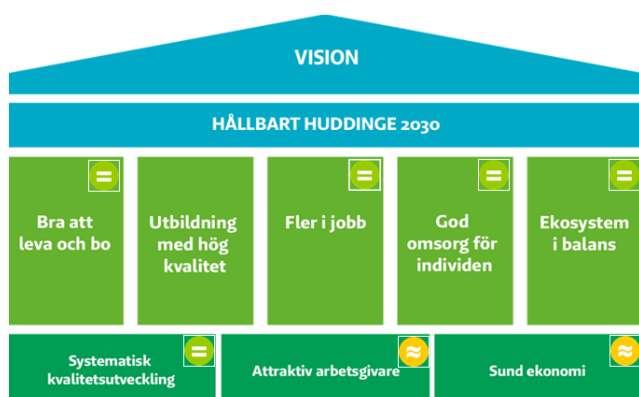 VISION
HÅLLBART HUDDINGE 2030
=
=
=
=
Bra att
leva och bo
Utbildning
med hög
kvalitet
Fler i jobb
God
omsorg för
individen
Ekosystem
i balans
=
≈
≈
Systematisk
kvalitetsutveckling
Attraktiv arbetsgivare
Sund ekonomi